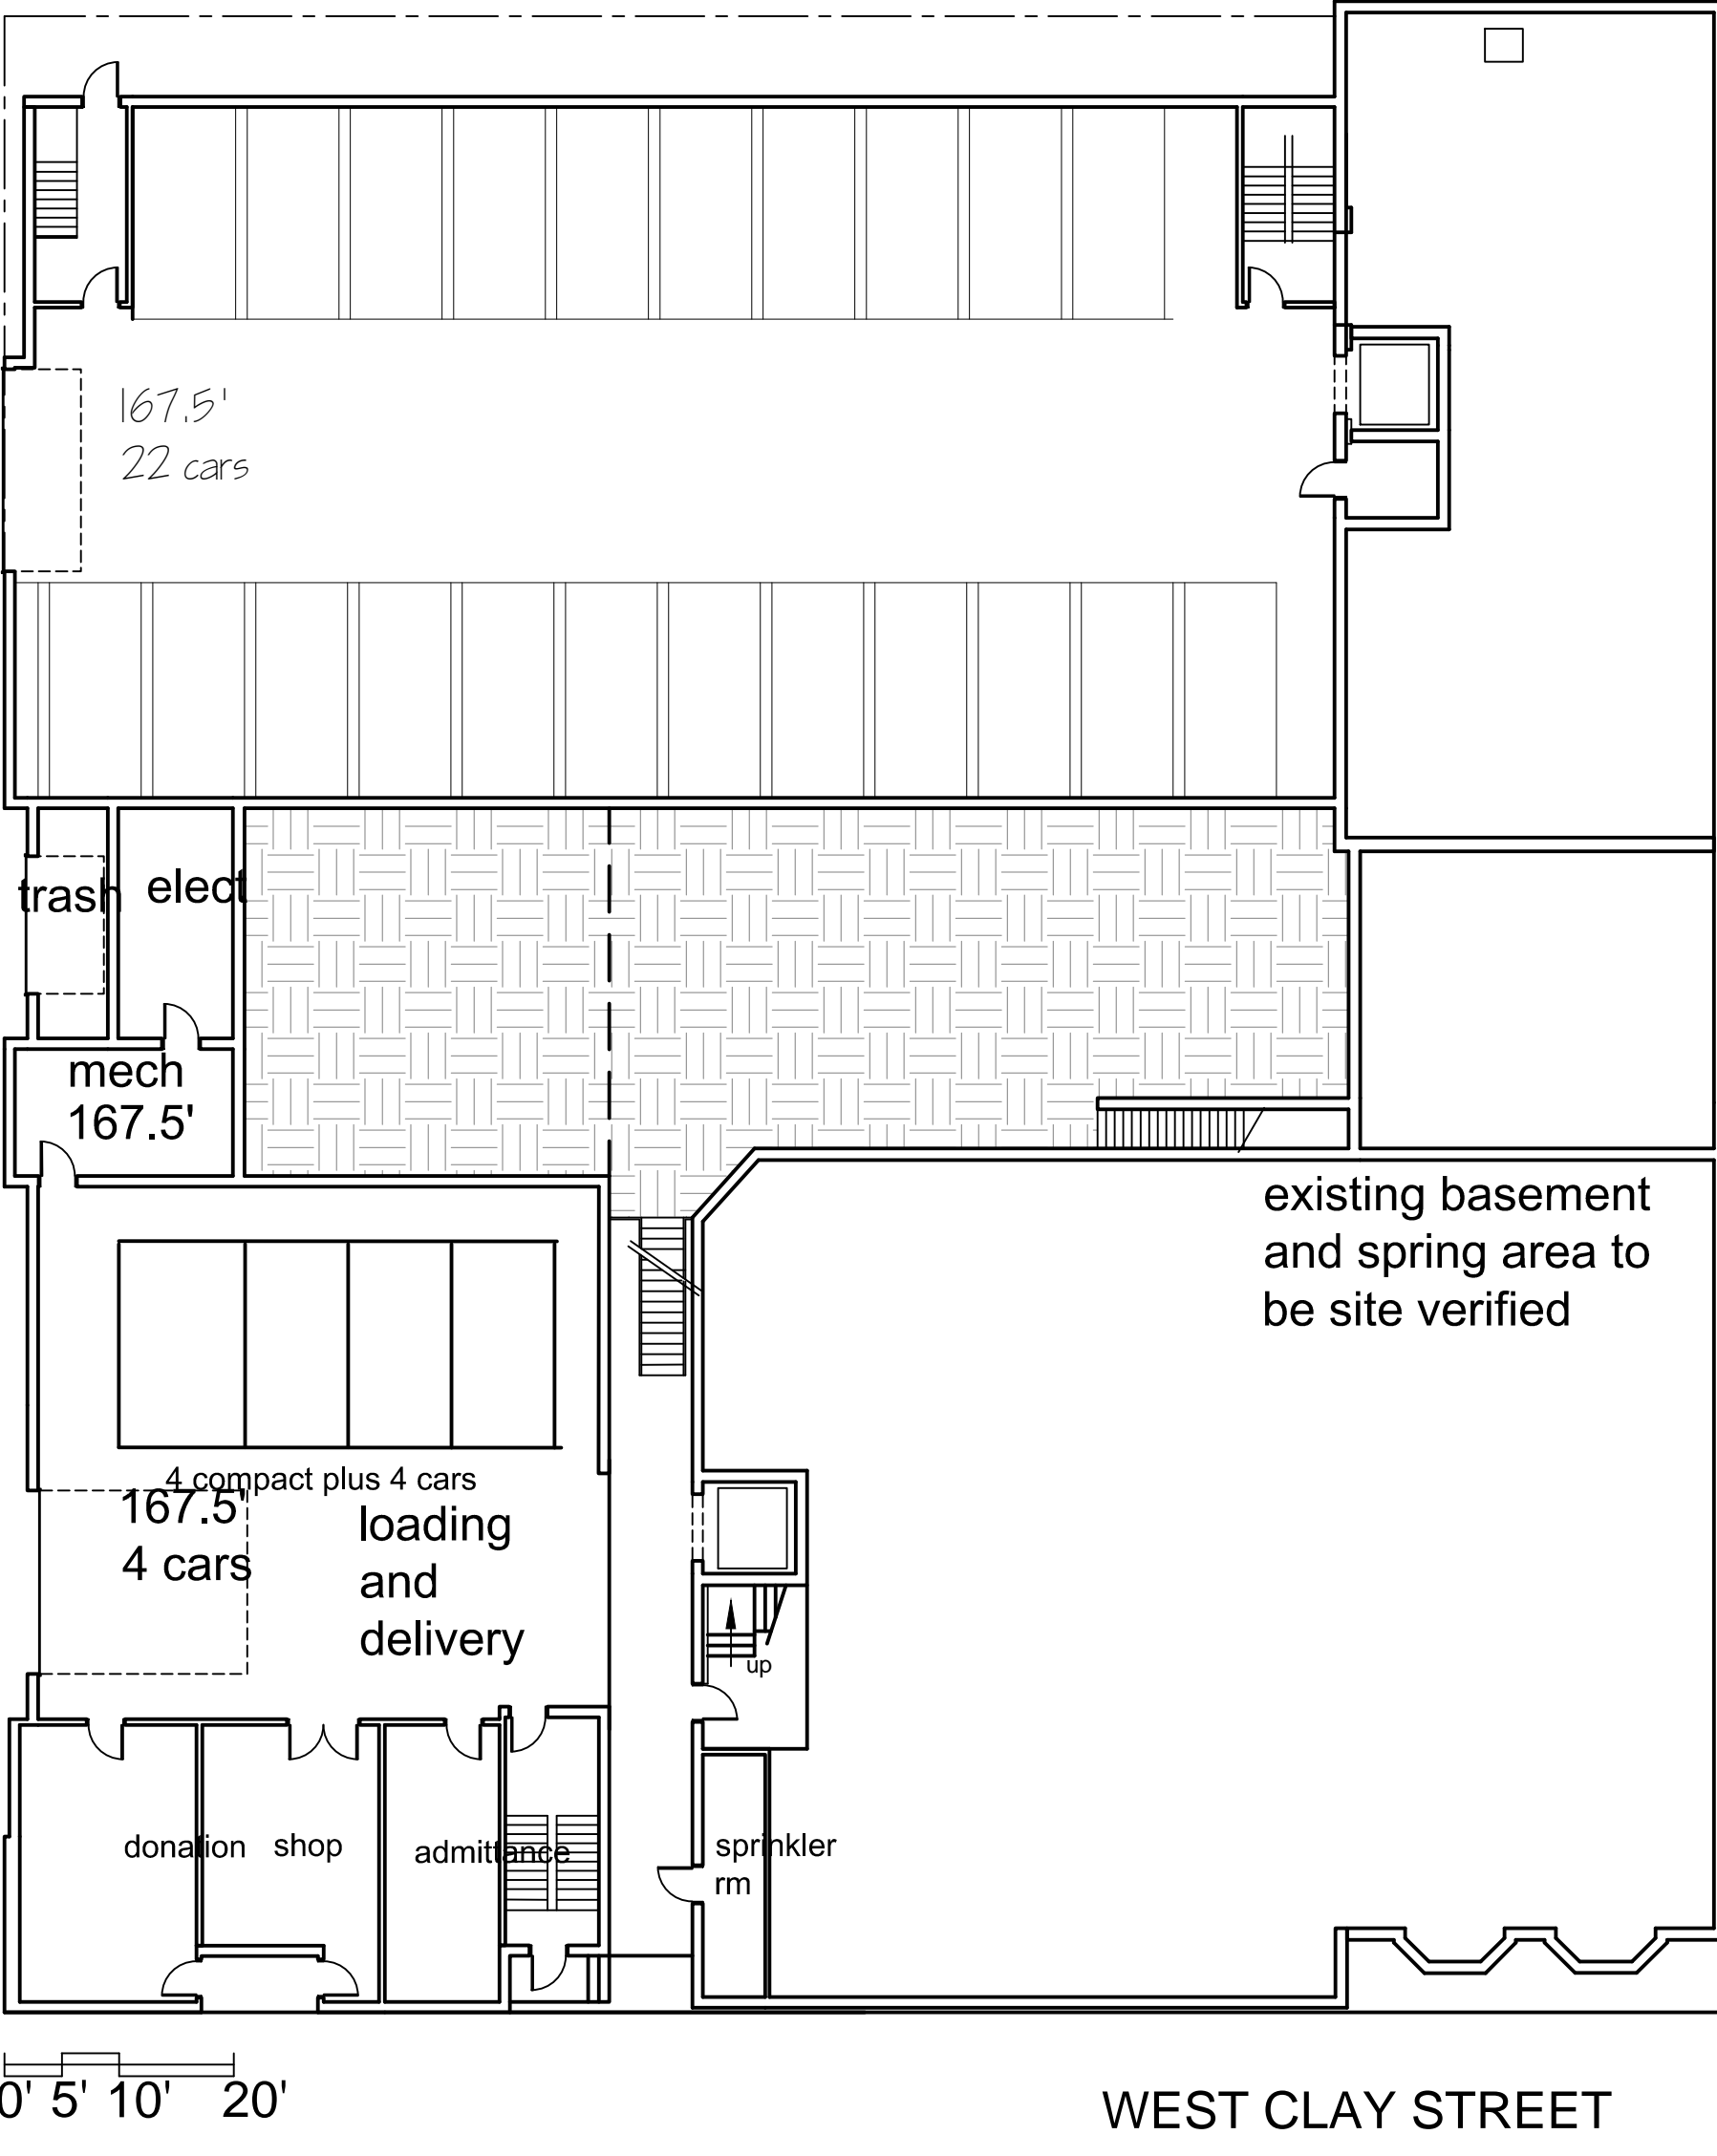 167.5'
22 cars
trash
elect
mech
167.5'
existing basement
and spring area to
be site verified
4 compact plus 4 cars
167.5'
4 cars
loading
and
delivery
up
donation
shop
admittance
sprinkler
rm
0' 5' 10' 20'
WEST CLAY STREET